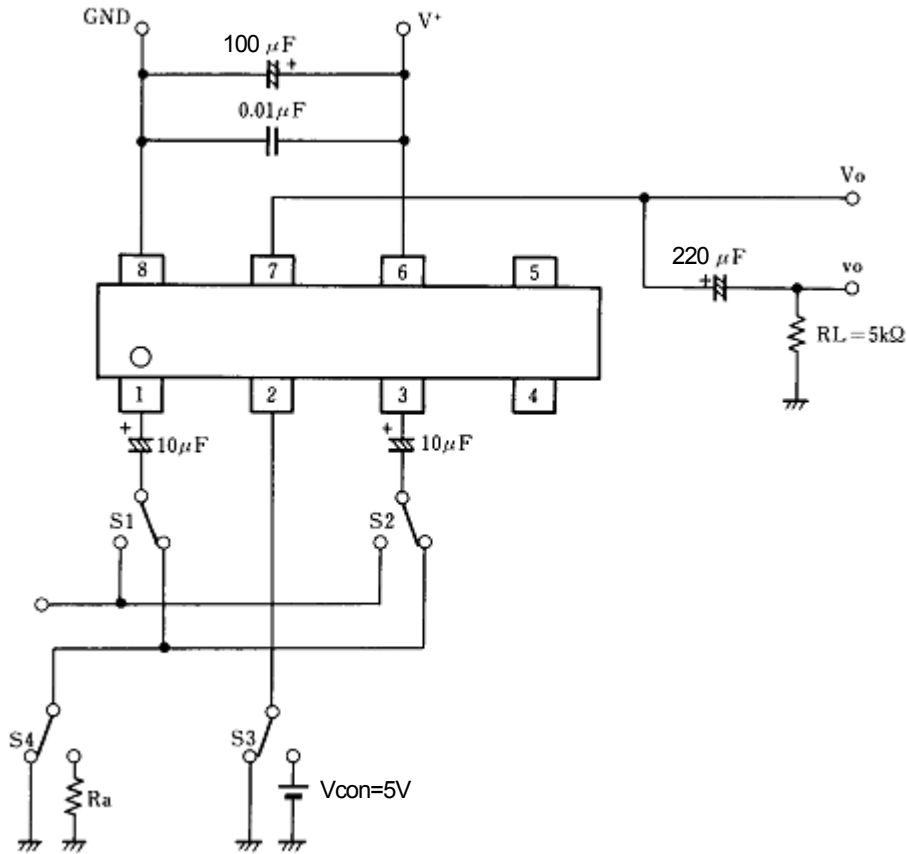 GND
V+
100 μF
+
0.01μF
Vo
8
7
6
5
220 μF
+
vo
RL=5kΩ
1
2
3
4
+
10μF
+
10μF
S1
S2
S4
S3
Ra
Vcon=5V